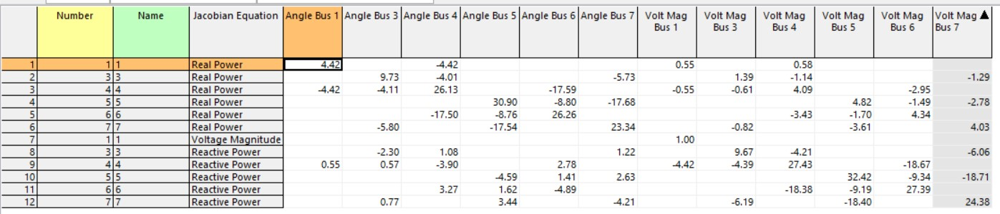 Number Name Jacobian Equation Angle Bus 1 Angle Bus 3 Angle Bus 4 Angle Bus 5 Angle Bus 6 Angle Bus 7 Volt Mag Bus 1 Volt Mag Bus 3 Volt Mag Bus 4 Volt Mag Bus 5 Volt Mag Bus 6 Volt Mag Bus 7
1 1 1 Real Power 4.42 -4.42 0.55 0.58
2 3 3 Real Power 9.73 -4.01 -5.73 1.39 -1.14 -1.29
3 4 4 Real Power -4.42 -4.11 26.13 -17.59 -0.55 -0.61 4.09 -2.95
4 5 5 Real Power 30.90 -8.80 -17.68 4.82 -1.49 -2.78
5 6 6 Real Power -17.50 -8.76 26.26 -3.43 -1.70 4.34
6 7 7 Real Power -5.80 -17.54 23.34 -0.82 -3.61 4.03
7 1 1 Voltage Magnitude 1.00
8 3 3 Reactive Power -2.30 1.08 1.22 9.67 -4.21 -6.06
9 4 4 Reactive Power 0.55 0.57 -3.90 2.78 -4.42 -4.39 27.43 -18.67
10 5 5 Reactive Power -4.59 1.41 2.63 32.42 -9.34 -18.71
11 6 6 Reactive Power 3.27 1.62 -4.89 -18.38 -9.19 27.39
12 7 7 Reactive Power 0.77 3.44 -4.21 -6.19 -18.40 24.38